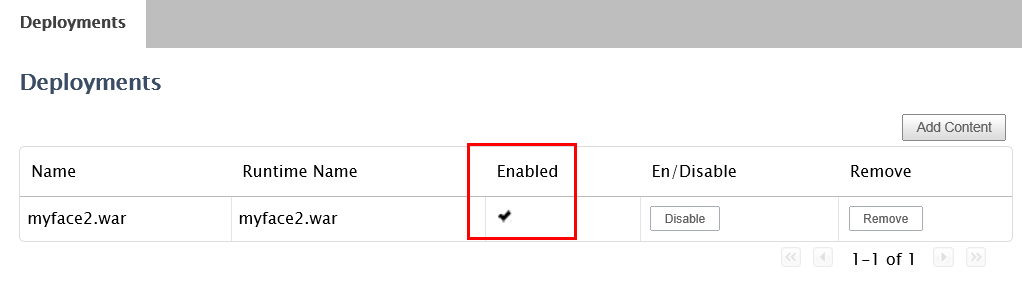 Deployments
Deployments
Add Content
Name Runtime Name Enabled En/Disable Remove
myface2.war myface2.war Disable Remove
1-1 of 1